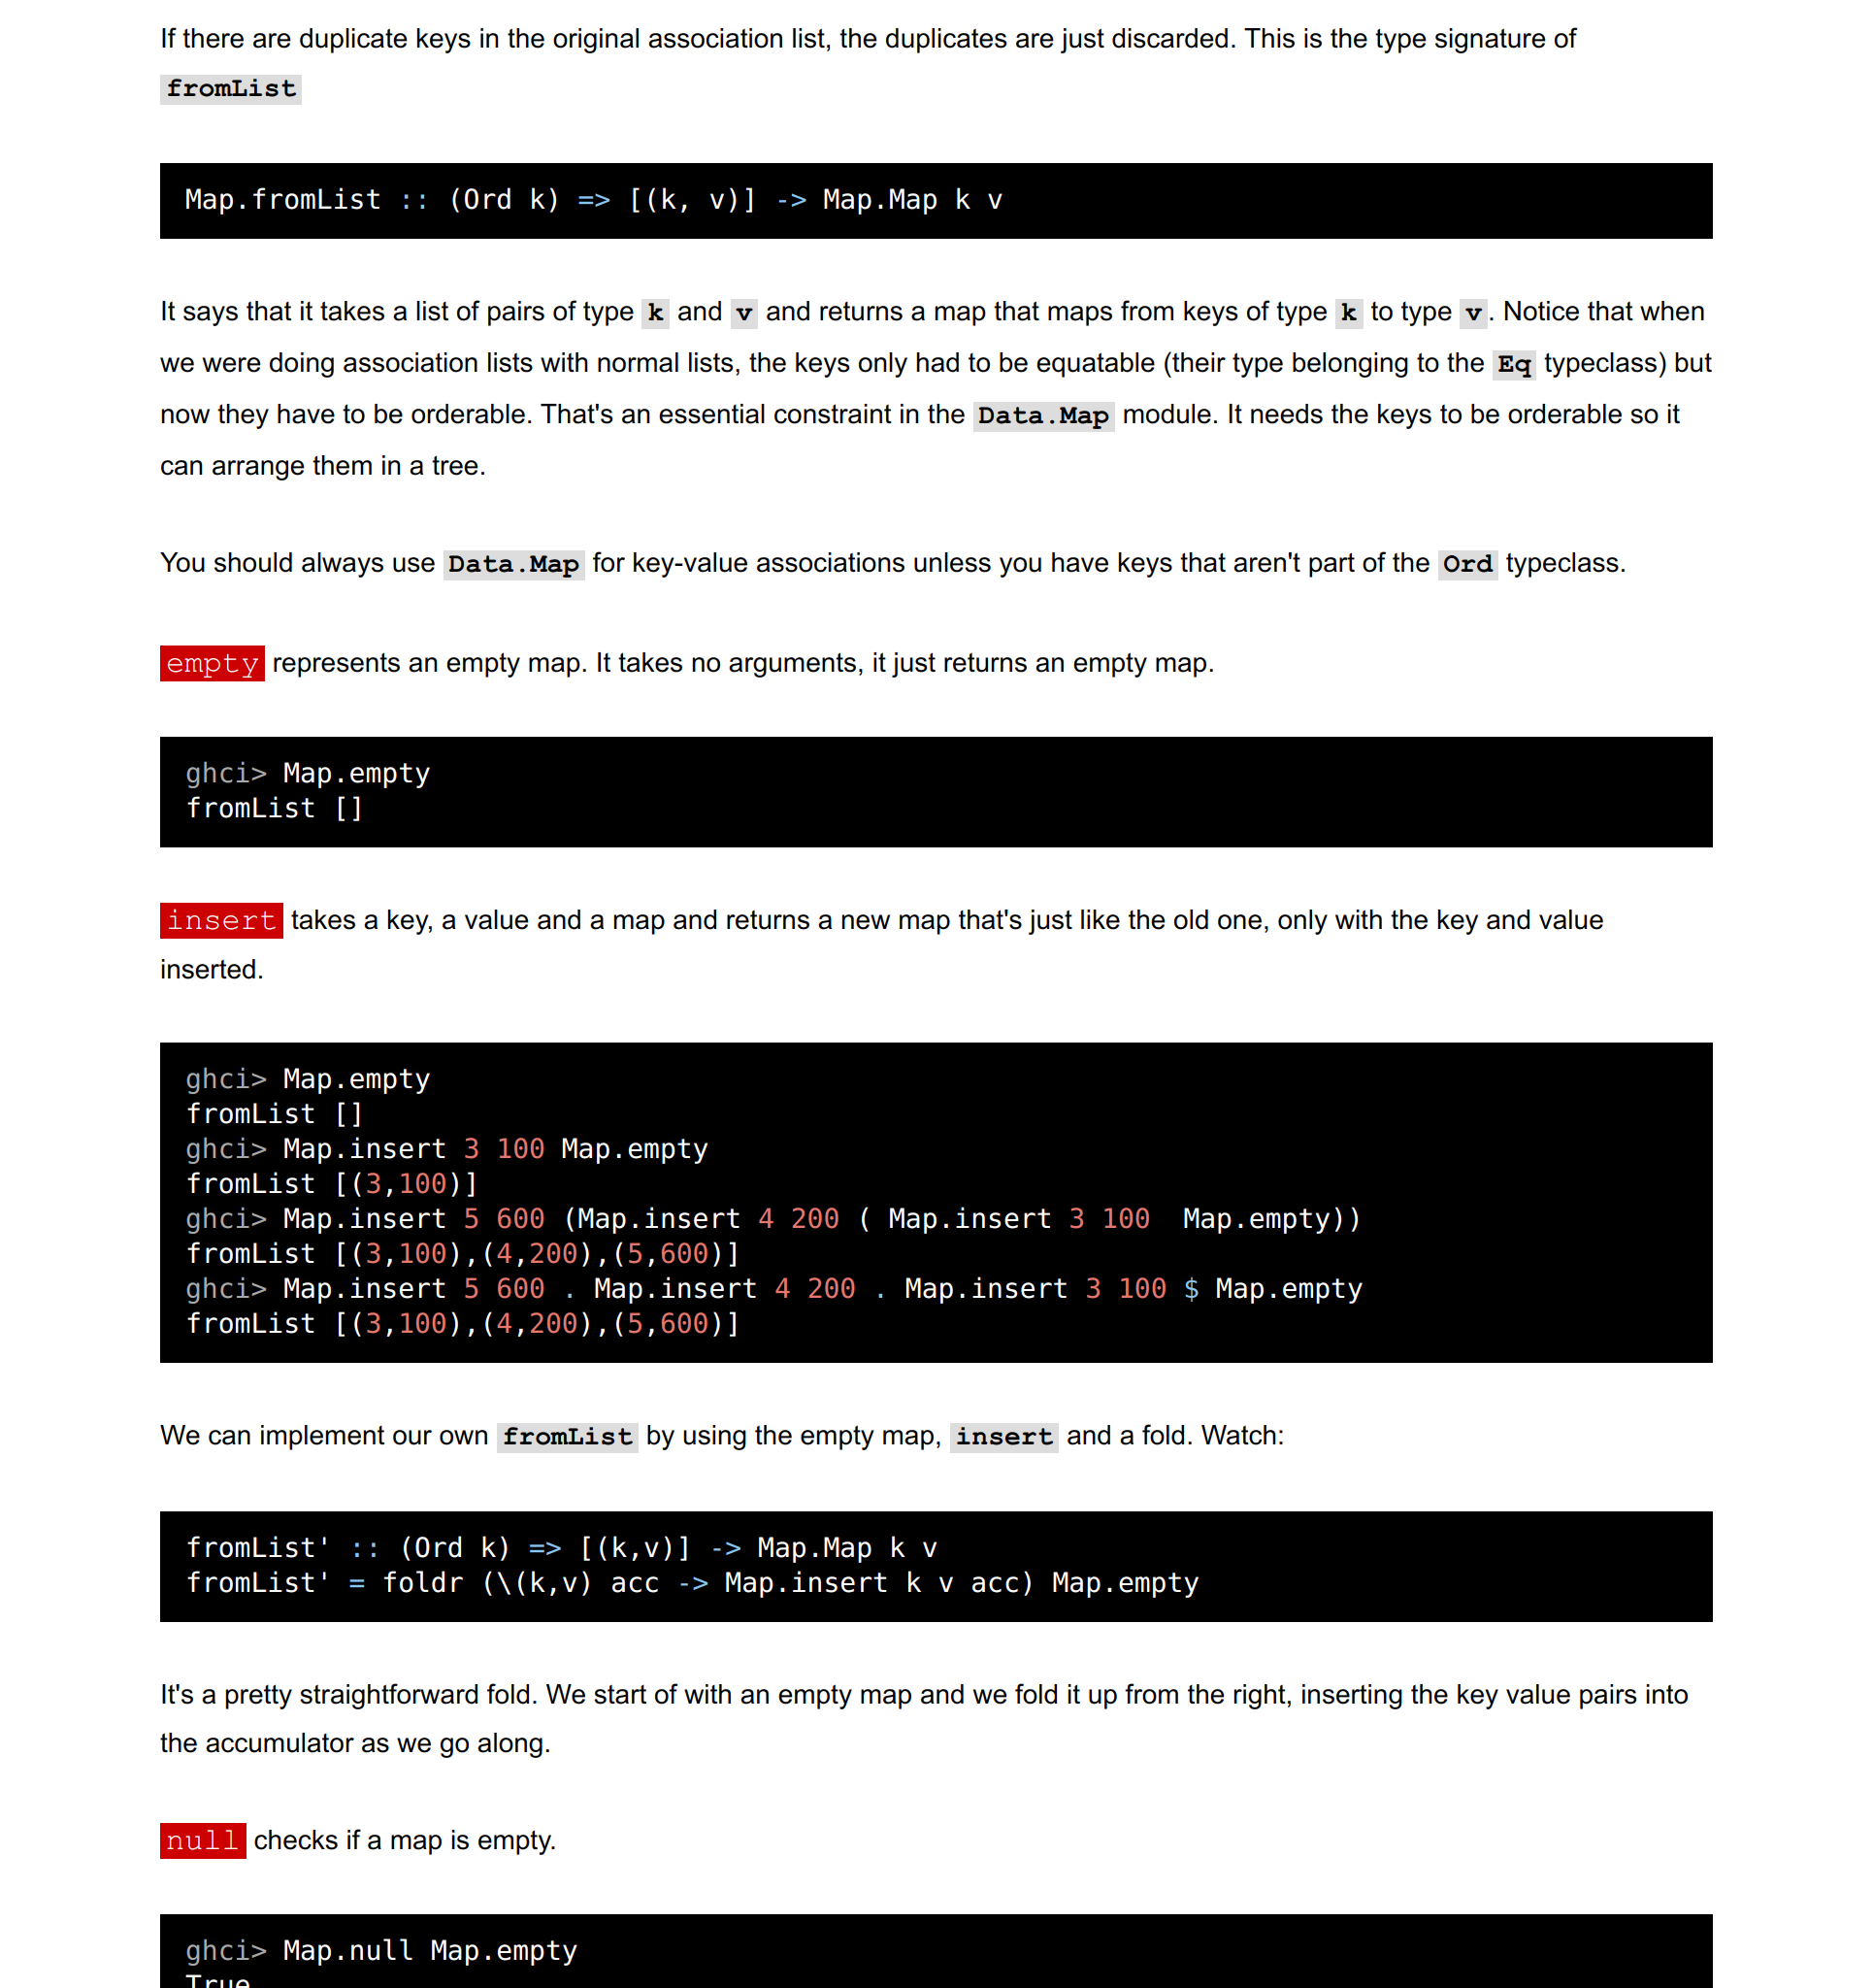 If there are duplicate keys in the original association list, the duplicates are just discarded. This is the type signature of
fromList
Map.fromList :: (Ord k) => [(k, v)] -> Map.Map k v
It says that it takes a list of pairs of type k and v and returns a map that maps from keys of type k to type v. Notice that when
we were doing association lists with normal lists, the keys only had to be equatable (their type belonging to the Eq typeclass) but
now they have to be orderable. That's an essential constraint in the Data.Map module. It needs the keys to be orderable so it
can arrange them in a tree.
You should always use Data.Map for key-value associations unless you have keys that aren't part of the Ord typeclass.
empty represents an empty map. It takes no arguments, it just returns an empty map.
ghci> Map.empty
fromList []
insert takes a key, a value and a map and returns a new map that's just like the old one, only with the key and value
inserted.
ghci> Map.empty
fromList []
ghci> Map.insert 3 100 Map.empty
fromList [(3,100)]
ghci> Map.insert 5 600 (Map.insert 4 200 ( Map.insert 3 100  Map.empty))
fromList [(3,100),(4,200),(5,600)]
ghci> Map.insert 5 600 . Map.insert 4 200 . Map.insert 3 100 $ Map.empty
fromList [(3,100),(4,200),(5,600)]
We can implement our own fromList by using the empty map, insert and a fold. Watch:
fromList' :: (Ord k) => [(k,v)] -> Map.Map k v
fromList' = foldr (\(k,v) acc -> Map.insert k v acc) Map.empty
It's a pretty straightforward fold. We start of with an empty map and we fold it up from the right, inserting the key value pairs into
the accumulator as we go along.
null checks if a map is empty.
ghci> Map.null Map.empty
True